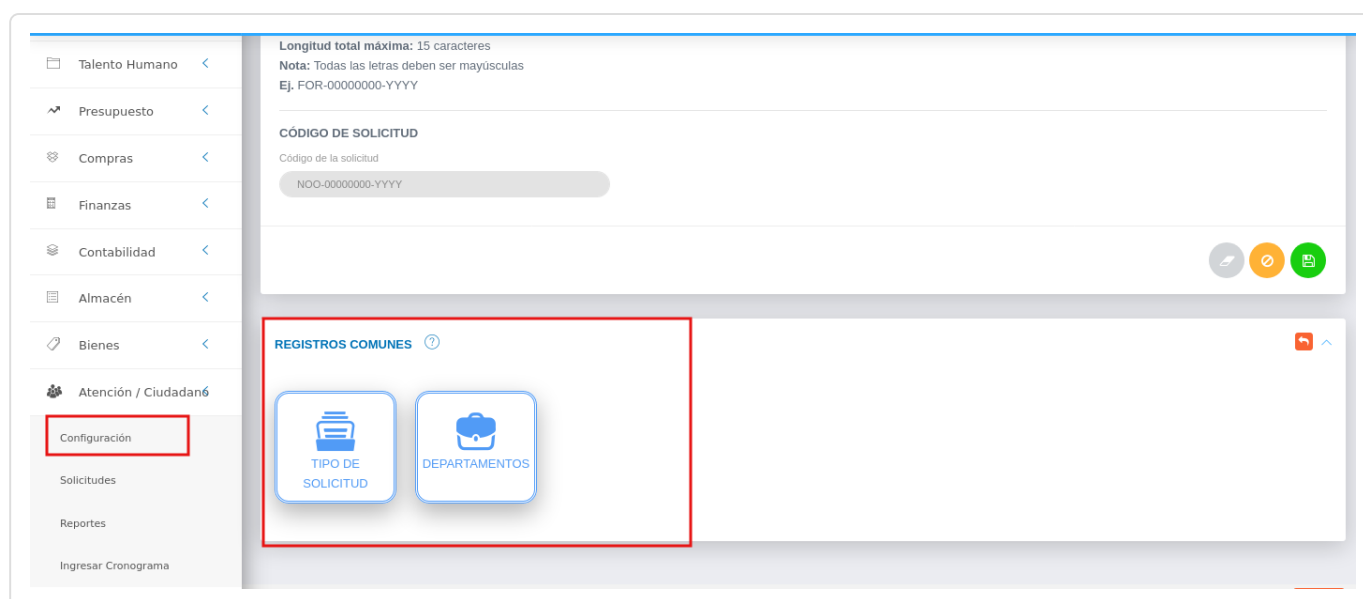 Talento Humano
Presupuesto
Compras
Finanzas
Contabilidad
Almacén
Bienes
Atención / Ciudadano
Configuración
Solicitudes
Reportes
Ingresar Cronograma
Longitud total máxima: 15 caracteres
Nota: Todas las letras deben ser mayúsculas
Ej. FOR-00000000-YYYY
CÓDIGO DE SOLICITUD
Código de la solicitud
NOO-00000000-YYYY
REGISTROS COMUNES
TIPO DE
SOLICITUD
DEPARTAMENTOS